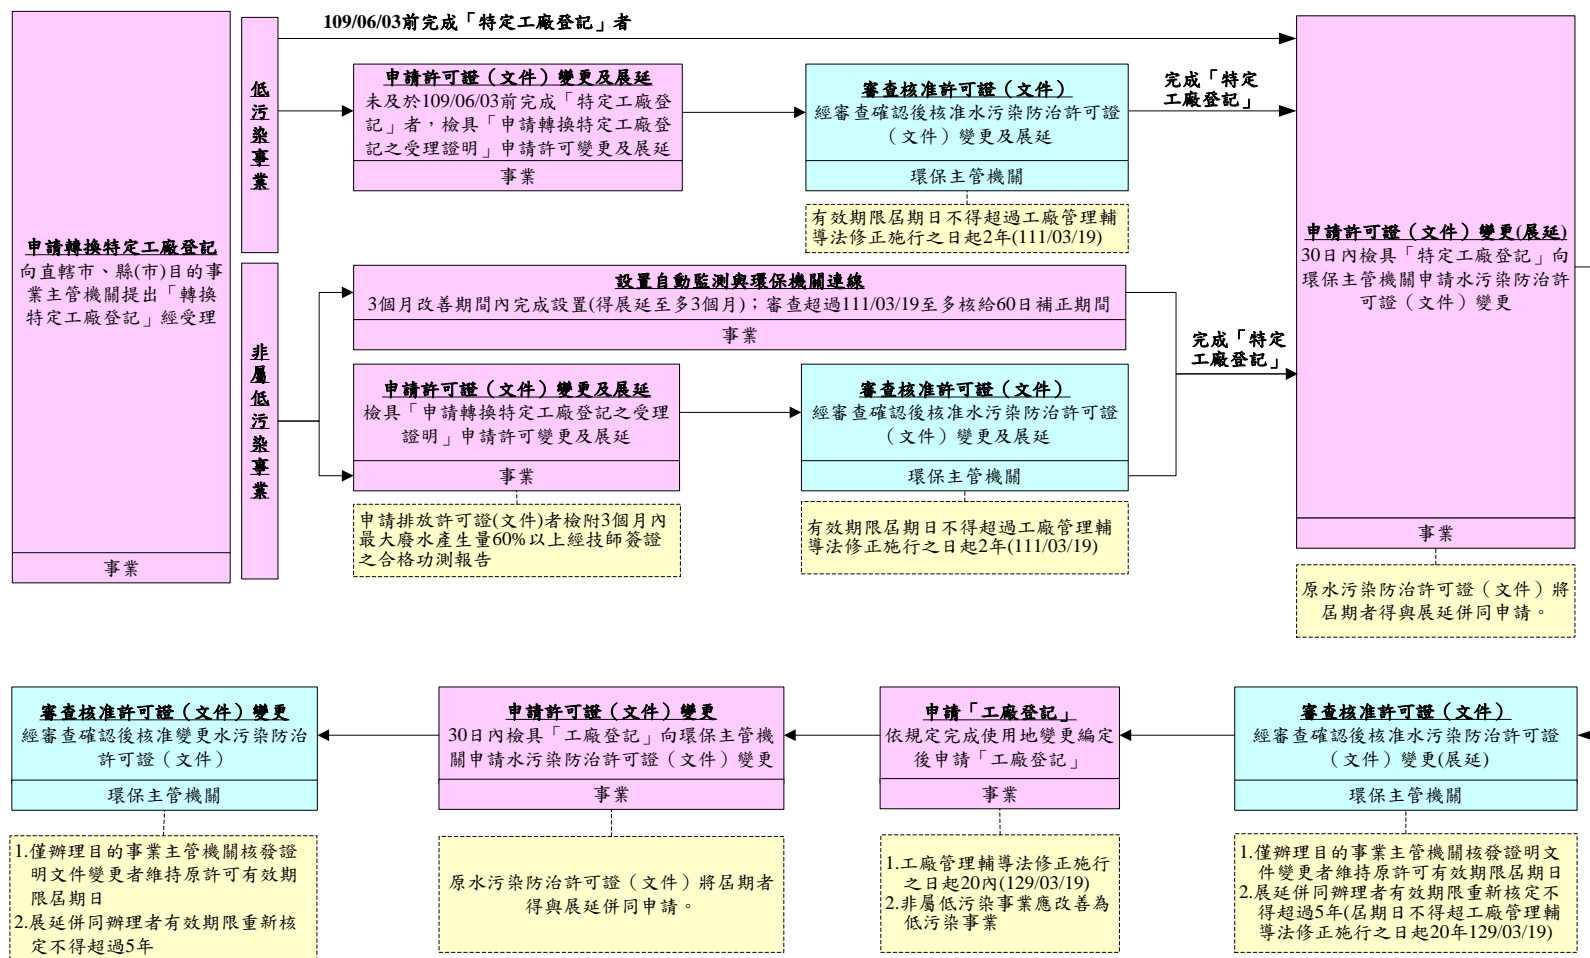 申請轉換特定工廠登記
向直轄市、縣(市)目的事
業主管機關提出「轉換
特定工廠登記」經受理
事業
低污染事業
非屬低污染事業
109/06/03前完成「特定工廠登記」者
申請許可證（文件）變更及展延
未及於109/06/03前完成「特定工廠登
記」者，檢具「申請轉換特定工廠登
記之受理證明」申請許可變更及展延
事業
審查核准許可證（文件）
經審查確認後核准水污染防治許可證
（文件）變更及展延
環保主管機關
有效期限屆期日不得超過工廠管理輔
導法修正施行之日起2年(111/03/19)
完成「特定
工廠登記」
設置自動監測與環保機關連線
3個月改善期間內完成設置(得展延至多3個月)；審查超過111/03/19至多核給60日補正期間
事業
申請許可證（文件）變更及展延
檢具「申請轉換特定工廠登記之受理
證明」申請許可變更及展延
事業
申請排放許可證(文件)者檢附3個月內
最大廢水產生量60%以上經技師簽證
之合格功測報告
審查核准許可證（文件）
經審查確認後核准水污染防治許可證
（文件）變更及展延
環保主管機關
有效期限屆期日不得超過工廠管理輔
導法修正施行之日起2年(111/03/19)
完成「特定
工廠登記」
申請許可證（文件）變更(展延)
30日內檢具「特定工廠登記」向
環保主管機關申請水污染防治許可
證（文件）變更
事業
原水污染防治許可證（文件）將
屆期者得與展延併同申請。
審查核准許可證（文件）
經審查確認後核准水污染防治許可證
（文件）變更(展延)
環保主管機關
1.僅辦理目的事業主管機關核發證明文
件變更者維持原許可有效期限屆期日
2.展延併同辦理者有效期限重新核定不
得超過5年(屆期日不得超工廠管理輔
導法修正施行之日起20年129/03/19)
申請「工廠登記」
依規定完成使用地變更編定
後申請「工廠登記」
事業
1.工廠管理輔導法修正施行
之日起20內(129/03/19)
2.非屬低污染事業應改善為
低污染事業
申請許可證（文件）變更
30日內檢具「工廠登記」向環保主管機
關申請水污染防治許可證（文件）變更
事業
原水污染防治許可證（文件）將屆期者
得與展延併同申請。
審查核准許可證（文件）變更
經審查確認後核准變更水污染防治
許可證（文件）
環保主管機關
1.僅辦理目的事業主管機關核發證
明文件變更者維持原許可有效期
限屆期日
2.展延併同辦理者有效期限重新核
定不得超過5年